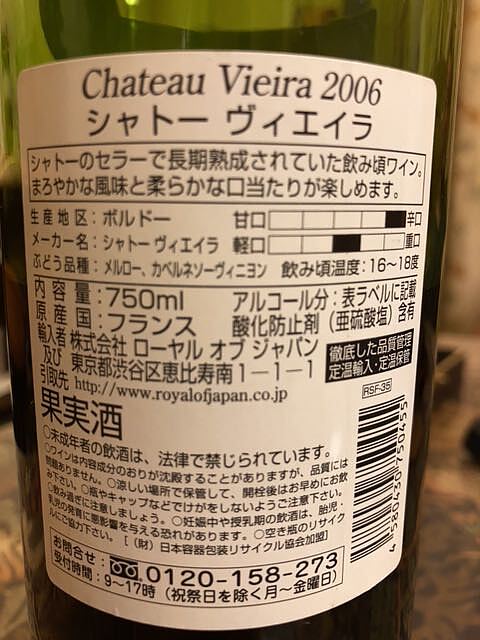 Chateau Vieira 2006
シャトー ヴィエイラ
シャトーのセラーで長期熟成されていた飲み頃ワイン。
まろやかな風味と柔らかな口当たりが楽しめます。
生産地区：ボルドー 甘口 辛口
メーカー名：シャトー ヴィエイラ 軽口 重口
ぶどう品種：メルロー、カベルネソーヴィニヨン 飲み頃温度：16〜18度
内容量：750ml アルコール分：表ラベルに記載
原産国：フランス 酸化防止剤（亜硫酸塩）含有
輸入者 株式会社 ローヤル オブ ジャパン
及び 東京都渋谷区恵比寿南1－1－1
引取先 http://www.royalofjapan.co.jp
徹底した品質管理
定温輸入・定温保管
RSF-35
果実酒
○未成年者の飲酒は、法律で禁じられています。
○ワインは内容成分のおりが沈殿することがありますが、品質には
問題ありません。○涼しい場所で保管して、開栓後はお早めにお飲
み下さい。○瓶やキャップなどでけがをしないようご注意下さい。
○飲み過ぎに注意しましょう。○妊娠中や授乳期の飲酒は、胎児・
乳児の発育に悪影響を与える恐れがあります。○空き瓶のリサイク
ルにご協力下さい。[（財）日本容器包装リサイクル協会加盟]
4580430750455
お問合せ： 0120-158-273
受付時間：9〜17時（祝祭日を除く月〜金曜日）